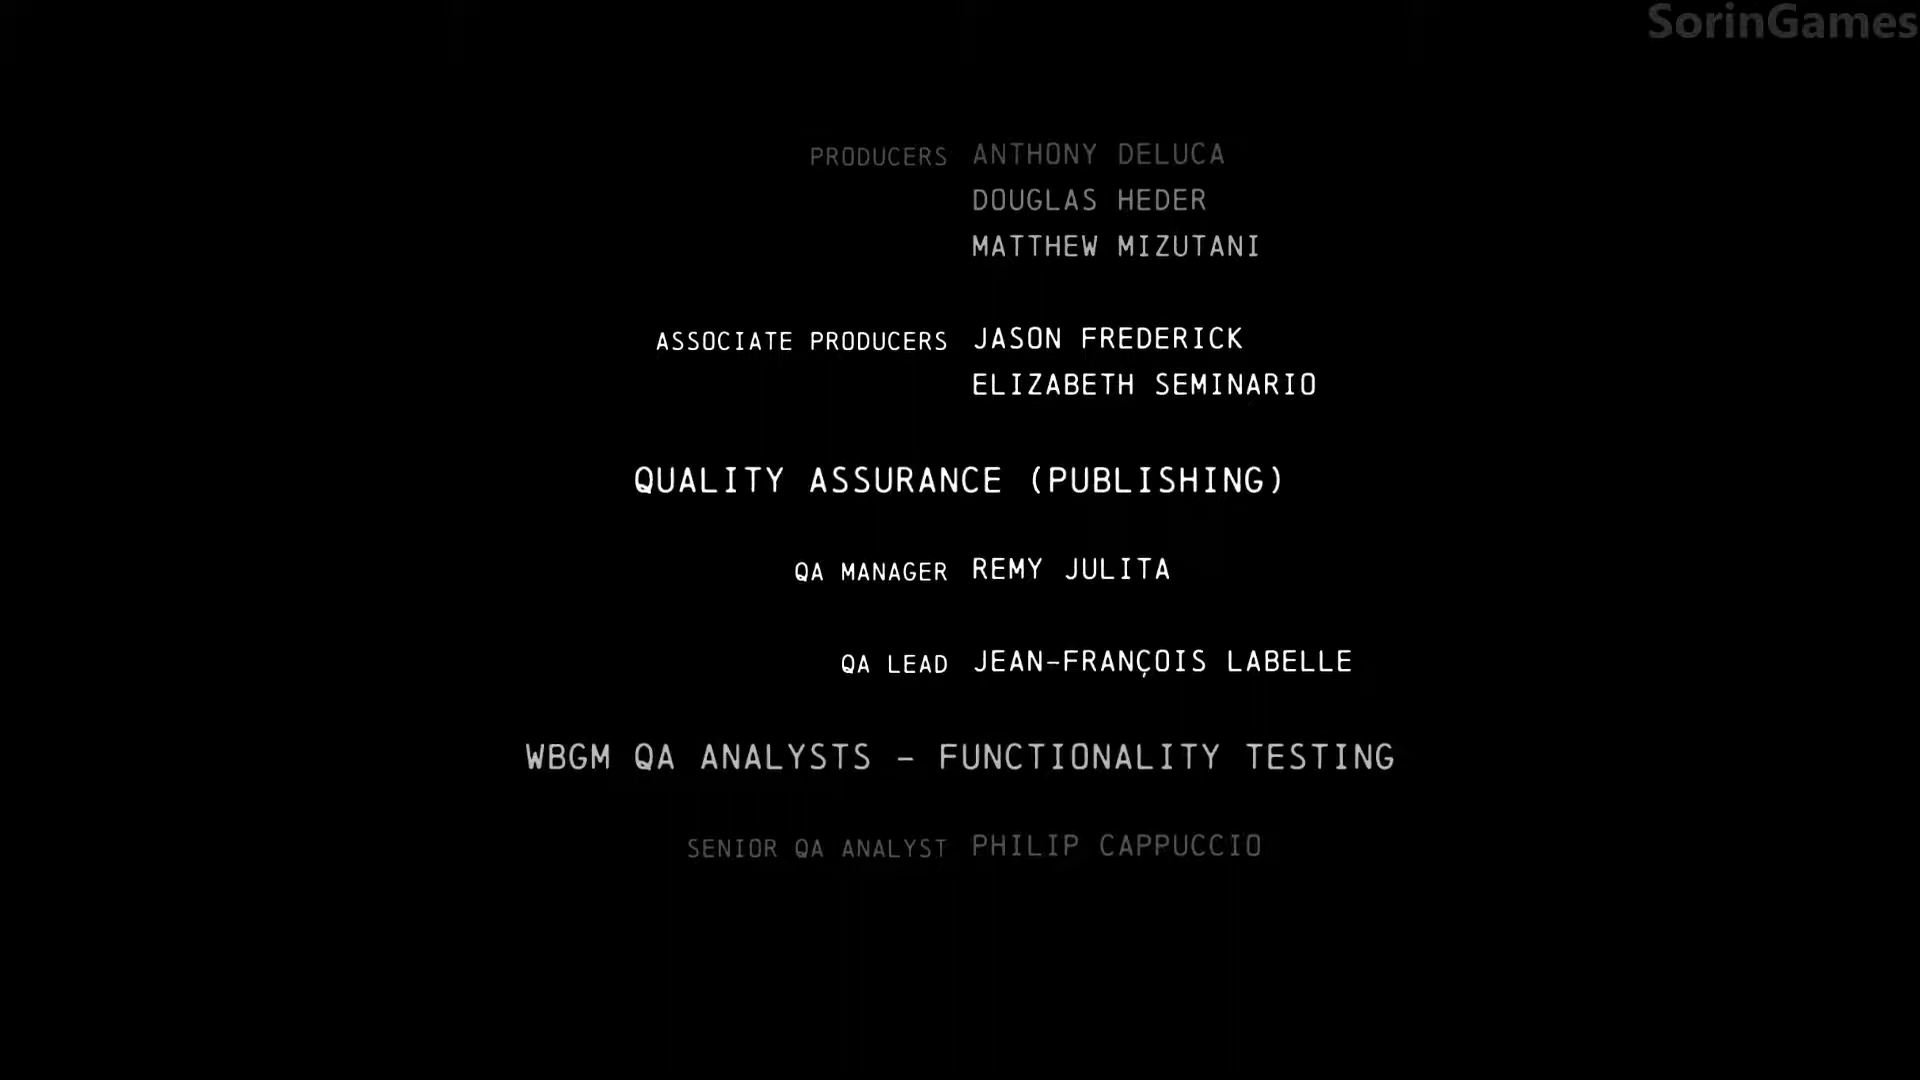 SorinGames
PRODUCERS ANTHONY DELUCA
DOUGLAS HEDER
MATTHEW MIZUTANI
ASSOCIATE PRODUCERS JASON FREDERICK
ELIZABETH SEMINARIO
QUALITY ASSURANCE (PUBLISHING)
QA MANAGER REMY JULITA
QA LEAD JEAN-FRANÇOIS LABELLE
WBGM QA ANALYSTS - FUNCTIONALITY TESTING
SENIOR QA ANALYST PHILIP CAPPUCCIO